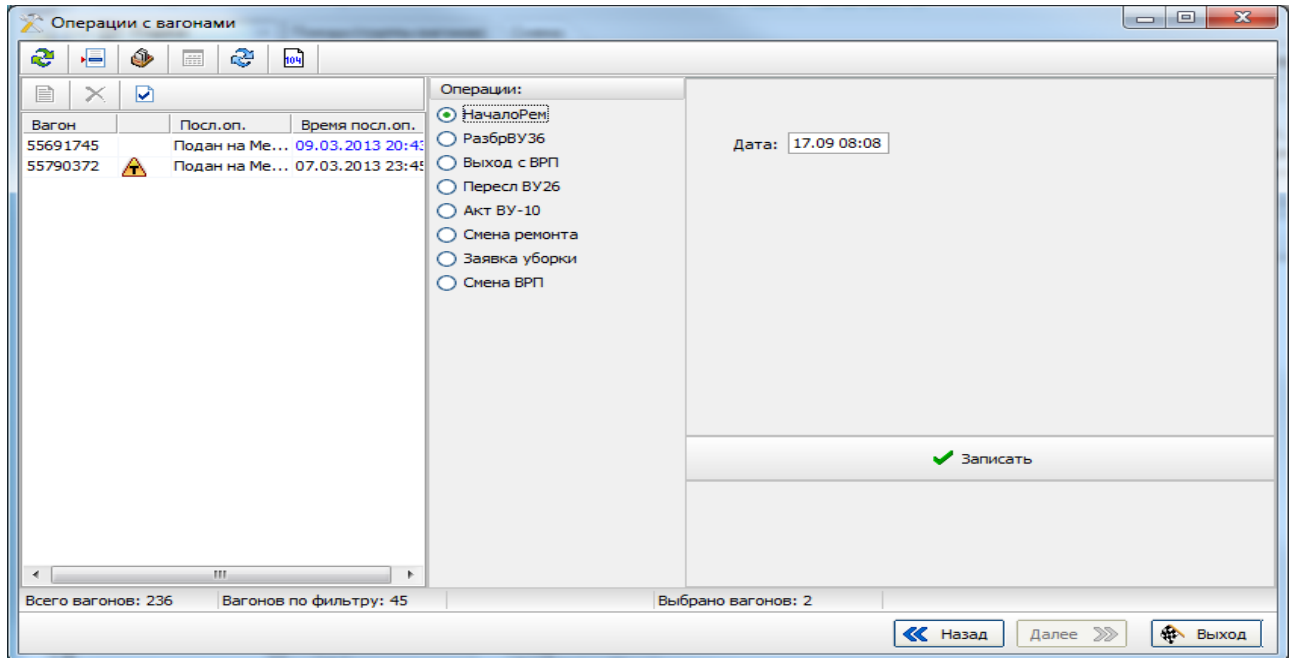 Операции с вагонами
104
Операции:
Вагон Посл.оп. Время посл.оп.
55691745 Подан на Ме... 09.03.2013 20:43
55790372 Подан на Ме... 07.03.2013 23:45
НачалоРем
РазбрВУ36
Выход с ВРП
Пересл ВУ26
Акт ВУ-10
Смена ремонта
Заявка уборки
Смена ВРП
Дата: 17.09 08:08
Записать
Всего вагонов: 236 Вагонов по фильтру: 45 Выбрано вагонов: 2
Назад Далее Выход